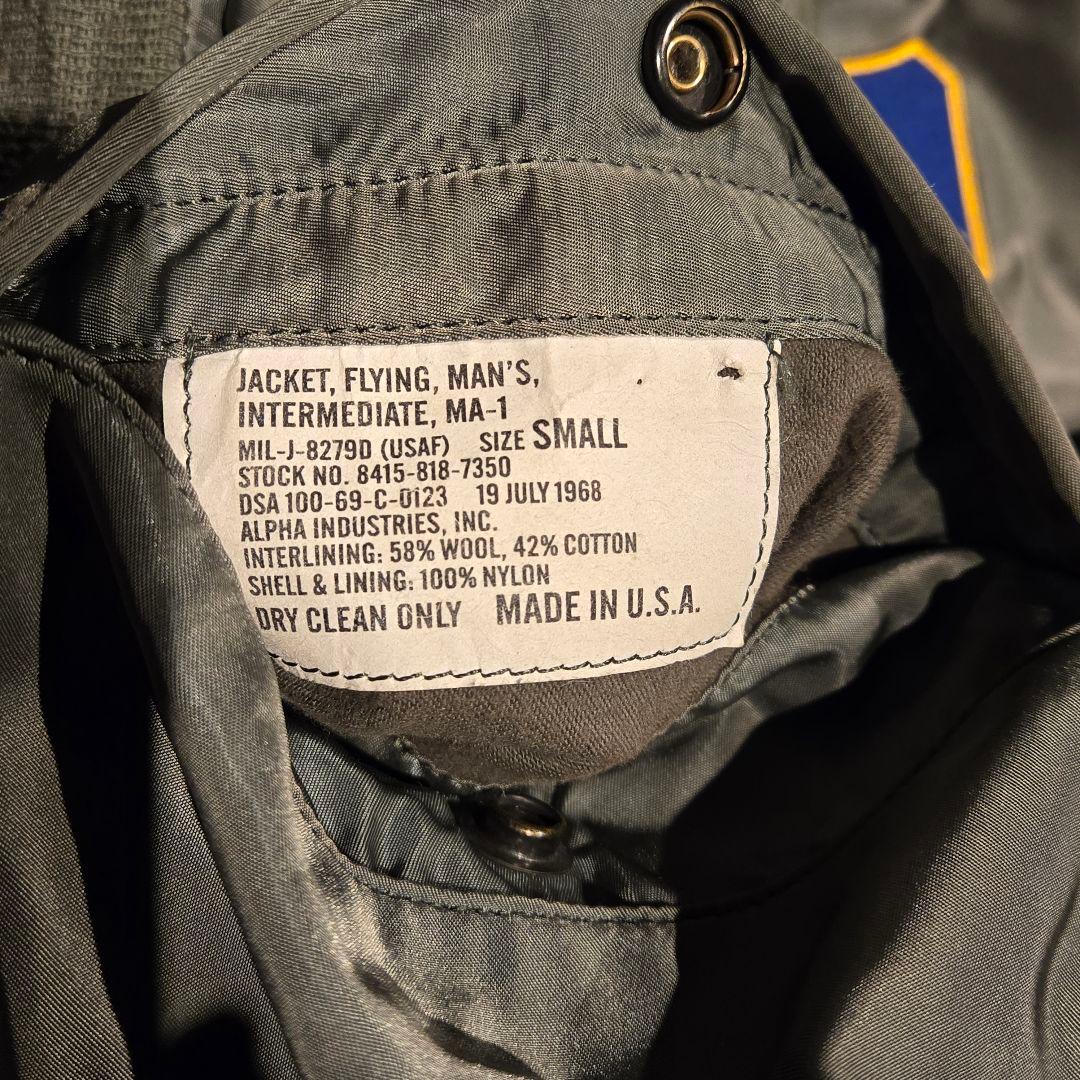 JACKET, FLYING, MAN'S,
INTERMEDIATE, MA-1
MIL-J-8279D (USAF) SIZE SMALL
STOCK NO. 8415-818-7350
DSA 100-69-C-0123 19 JULY 1968
ALPHA INDUSTRIES, INC.
INTERLINING: 58% WOOL, 42% COTTON
SHELL & LINING: 100% NYLON
DRY CLEAN ONLY MADE IN U.S.A.